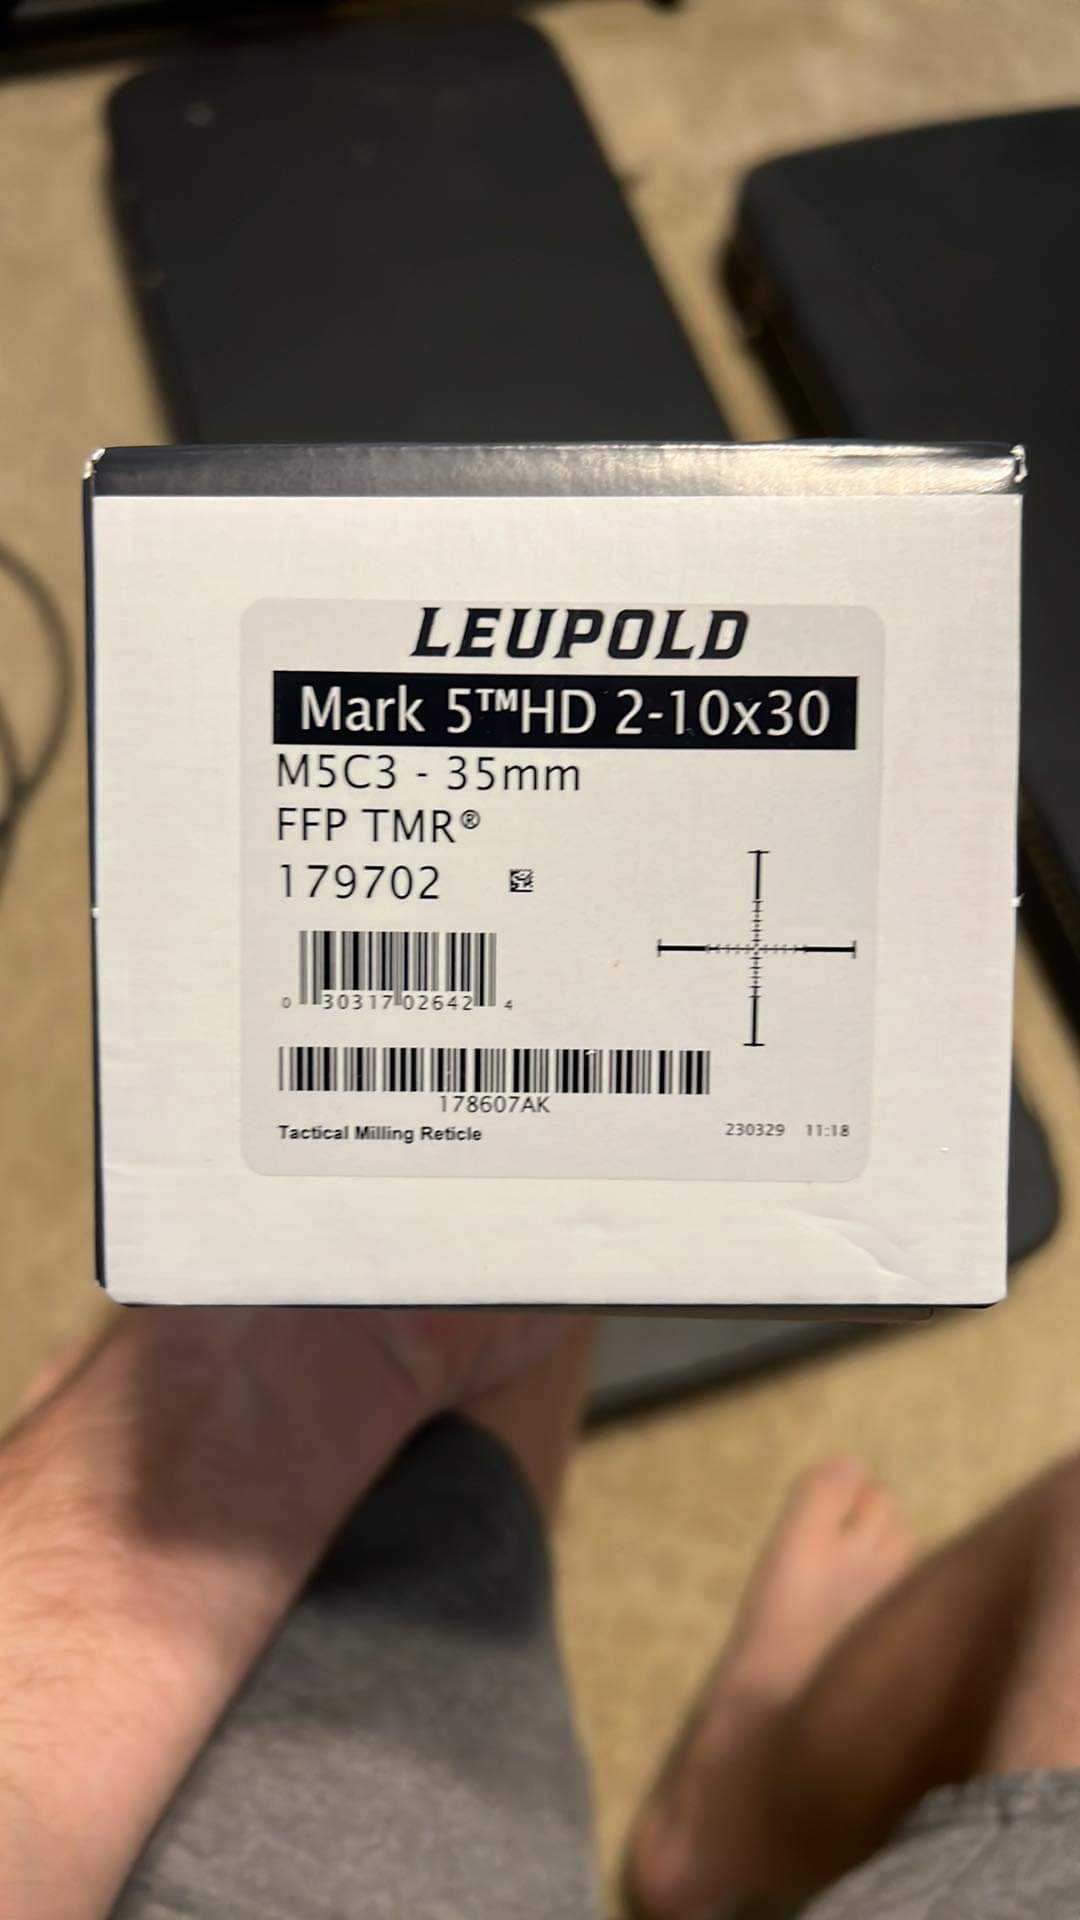 LEUPOLD
Mark 5™HD 2-10x30
M5C3 - 35mm
FFP TMR®
179702
0 30317 02642 4
178607AK
Tactical Milling Reticle 230329 11:18